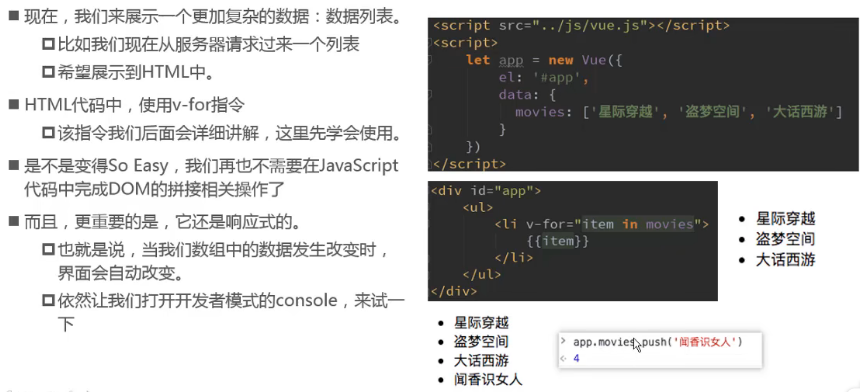 ■ 现在，我们来展示一个更加复杂的数据：数据列表。
比如我们现在从服务器请求过来一个列表
希望展示到HTML中。
■ HTML代码中，使用v-for指令
该指令我们后面会详细讲解，这里先学会使用。
■ 是不是变得So Easy，我们再也不需要在JavaScript
代码中完成DOM的拼接相关操作了
■ 而且，更重要的是，它还是响应式的。
也就是说，当我们数组中的数据发生改变时，
界面会自动改变。
依然让我们打开开发者模式的console，来试一
下
<script src="../js/vue.js"></script>
<script>
let app = new Vue({
el: '#app',
data: {
movies: ['星际穿越', '盗梦空间', '大话西游']
}
})
</script>
<div id="app">
<ul>
<li v-for="item in movies">
{{item}}
</li>
</ul>
</div>
• 星际穿越
• 盗梦空间
• 大话西游
• 星际穿越
• 盗梦空间
• 大话西游
• 闻香识女人
> app.movies.push('闻香识女人')
< 4